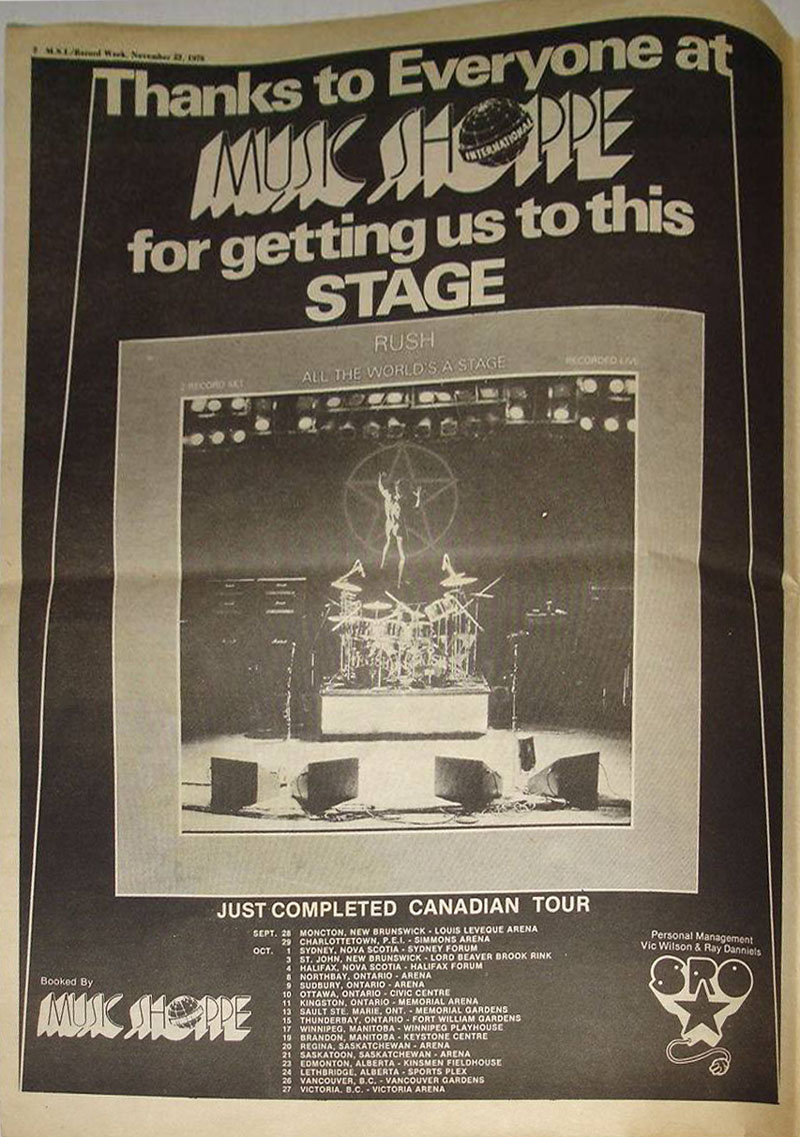 2 M.S.I./Record Week, November 22, 1976
Thanks to Everyone at
MUSIC SHOPPE
INTERNATIONAL
for getting us to this
STAGE
RUSH
ALL THE WORLD'S A STAGE
2 RECORD SET
RECORDED LIVE
JUST COMPLETED CANADIAN TOUR
SEPT. 28 MONCTON, NEW BRUNSWICK - LOUIS LEVEQUE ARENA
29 CHARLOTTETOWN, P.E.I. - SIMMONS ARENA
OCT. 1 SYDNEY, NOVA SCOTIA - SYDNEY FORUM
3 ST. JOHN, NEW BRUNSWICK - LORD BEAVER BROOK RINK
4 HALIFAX, NOVA SCOTIA - HALIFAX FORUM
8 NORTHBAY, ONTARIO - ARENA
9 SUDBURY, ONTARIO - ARENA
10 OTTAWA, ONTARIO - CIVIC CENTRE
11 KINGSTON, ONTARIO - MEMORIAL ARENA
13 SAULT STE. MARIE, ONT. - MEMORIAL GARDENS
15 THUNDERBAY, ONTARIO - FORT WILLIAM GARDENS
17 WINNIPEG, MANITOBA - WINNIPEG PLAYHOUSE
19 BRANDON, MANITOBA - KEYSTONE CENTRE
20 REGINA, SASKATCHEWAN - ARENA
21 SASKATOON, SASKATCHEWAN - ARENA
23 EDMONTON, ALBERTA - KINSMEN FIELDHOUSE
24 LETHBRIDGE, ALBERTA - SPORTS PLEX
26 VANCOUVER, B.C. - VANCOUVER GARDENS
27 VICTORIA, B.C. - VICTORIA ARENA
Booked By
MUSIC SHOPPE
Personal Management
Vic Wilson & Ray Danniels
SRO